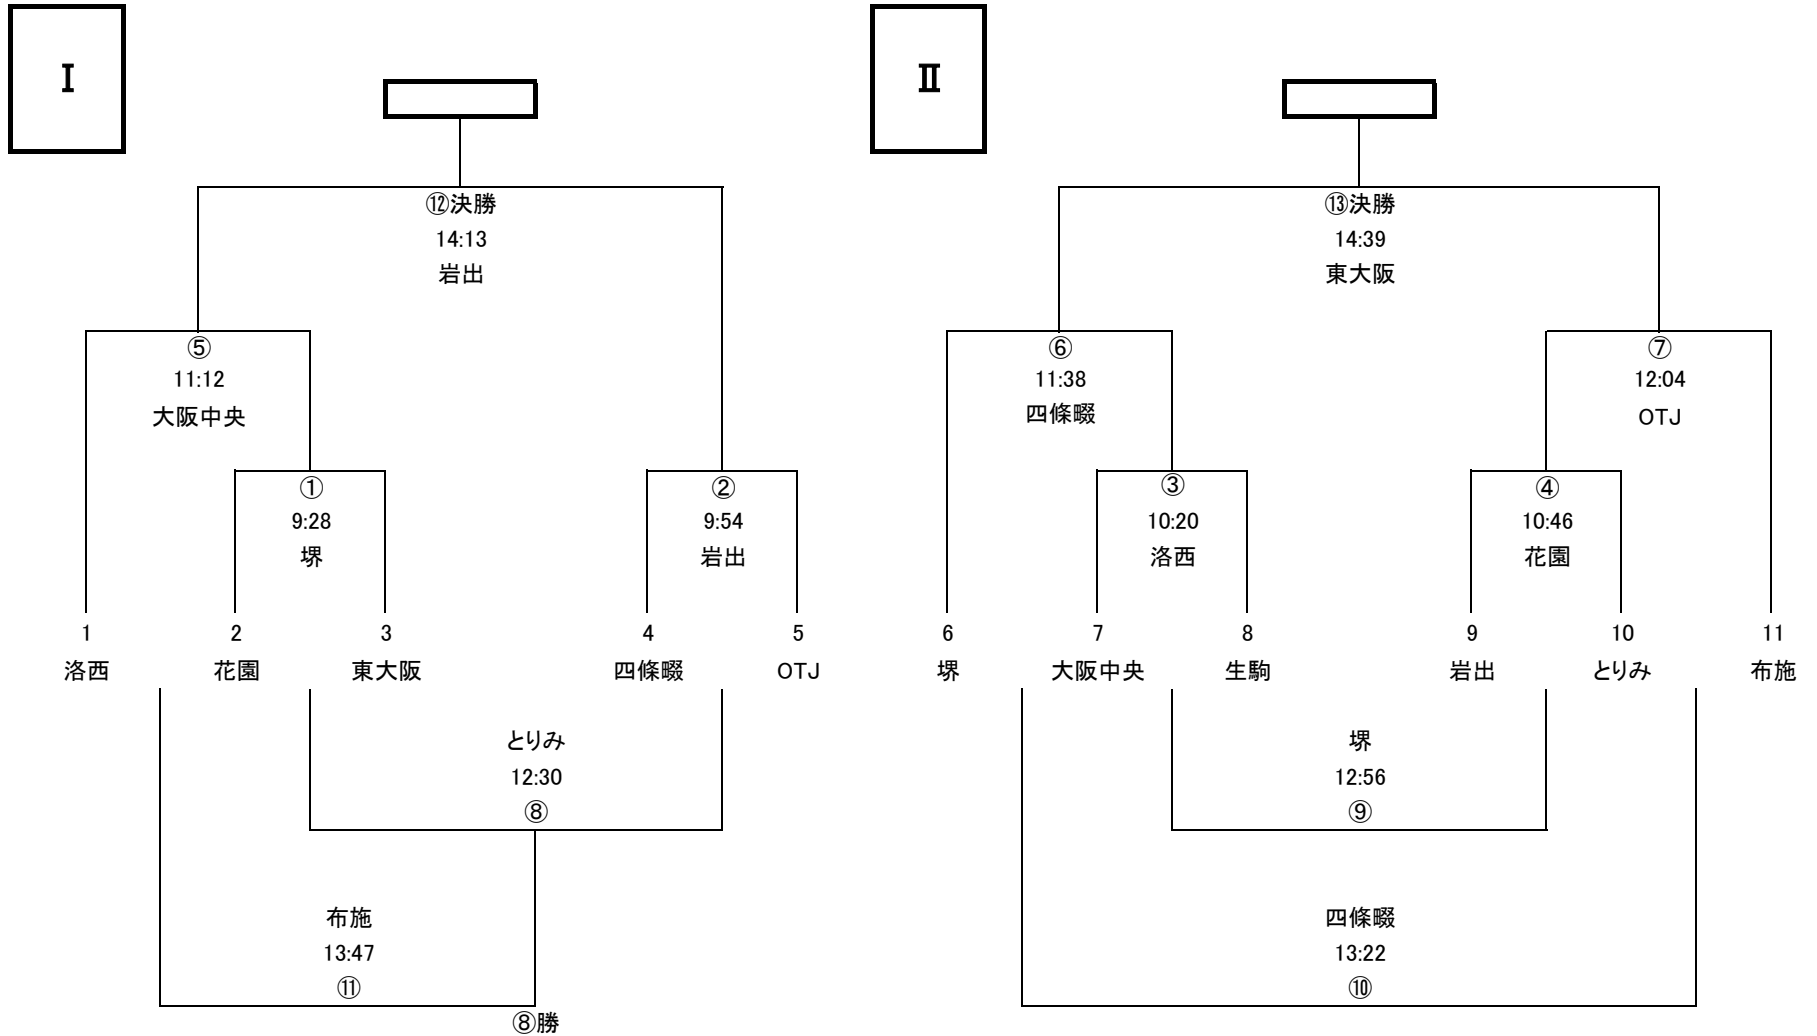 Ⅰ
⑫決勝
14:13
岩出
⑤
11:12
大阪中央
①
9:28
堺
②
9:54
岩出
1 2 3 4 5
洛西 花園 東大阪 四條畷 OTJ
とりみ
12:30
⑧
布施
13:47
⑪
⑧勝
Ⅱ
⑬決勝
14:39
東大阪
⑥
11:38
四條畷
⑦
12:04
OTJ
③
10:20
洛西
④
10:46
花園
6 7 8 9 10 11
堺 大阪中央 生駒 岩出 とりみ 布施
堺
12:56
⑨
四條畷
13:22
⑩